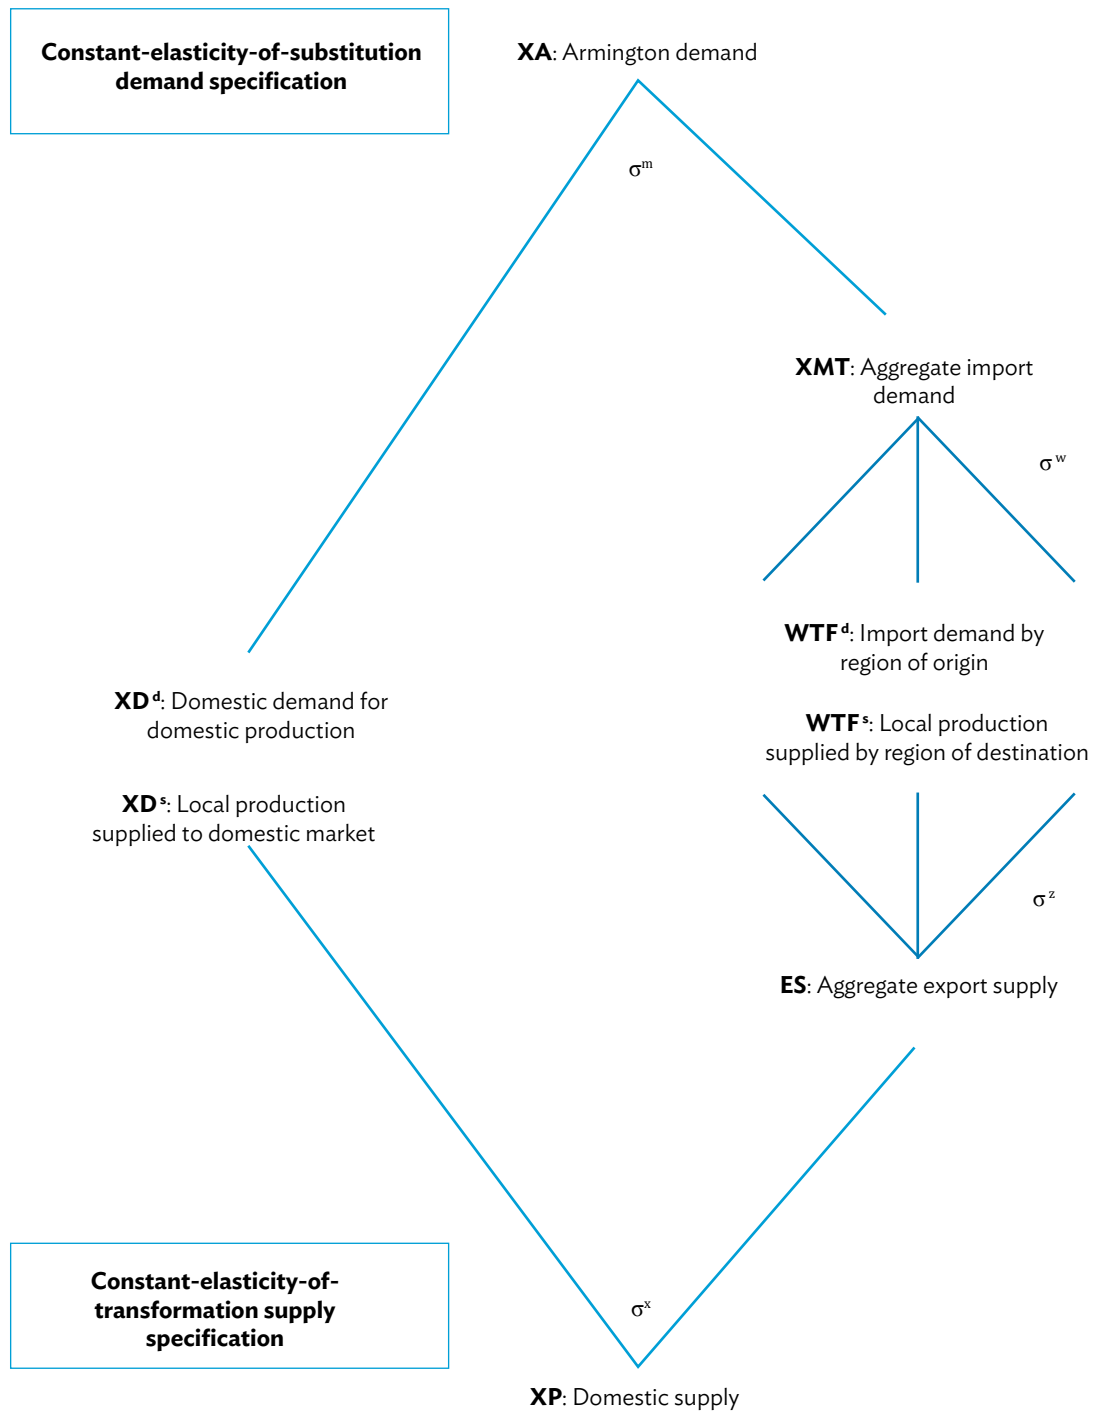 Constant-elasticity-of-substitution
demand specification
XA: Armington demand
σᵐ
XMT: Aggregate import
demand
σʷ
WTFᵈ: Import demand by
region of origin
XDᵈ: Domestic demand for
domestic production
WTFˢ: Local production
supplied by region of destination
XDˢ: Local production
supplied to domestic market
σᶻ
ES: Aggregate export supply
Constant-elasticity-of-
transformation supply
specification
σˣ
XP: Domestic supply